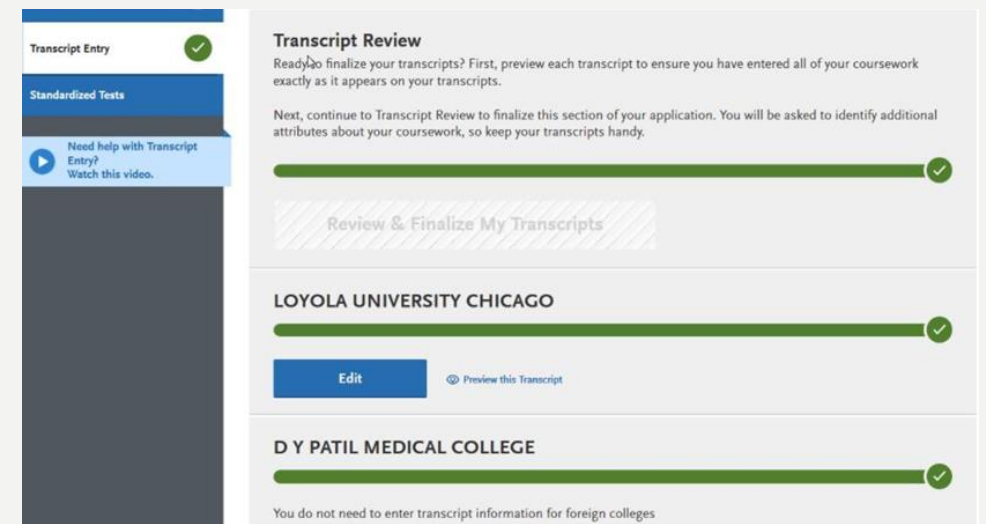 Transcript Entry
Standardized Tests
Need help with Transcript
Entry?
Watch this video.
Transcript Review
Ready to finalize your transcripts? First, preview each transcript to ensure you have entered all of your coursework
exactly as it appears on your transcripts.
Next, continue to Transcript Review to finalize this section of your application. You will be asked to identify additional
attributes about your coursework, so keep your transcripts handy.
Review & Finalize My Transcripts
LOYOLA UNIVERSITY CHICAGO
Edit
Preview this Transcript
D Y PATIL MEDICAL COLLEGE
You do not need to enter transcript information for foreign colleges